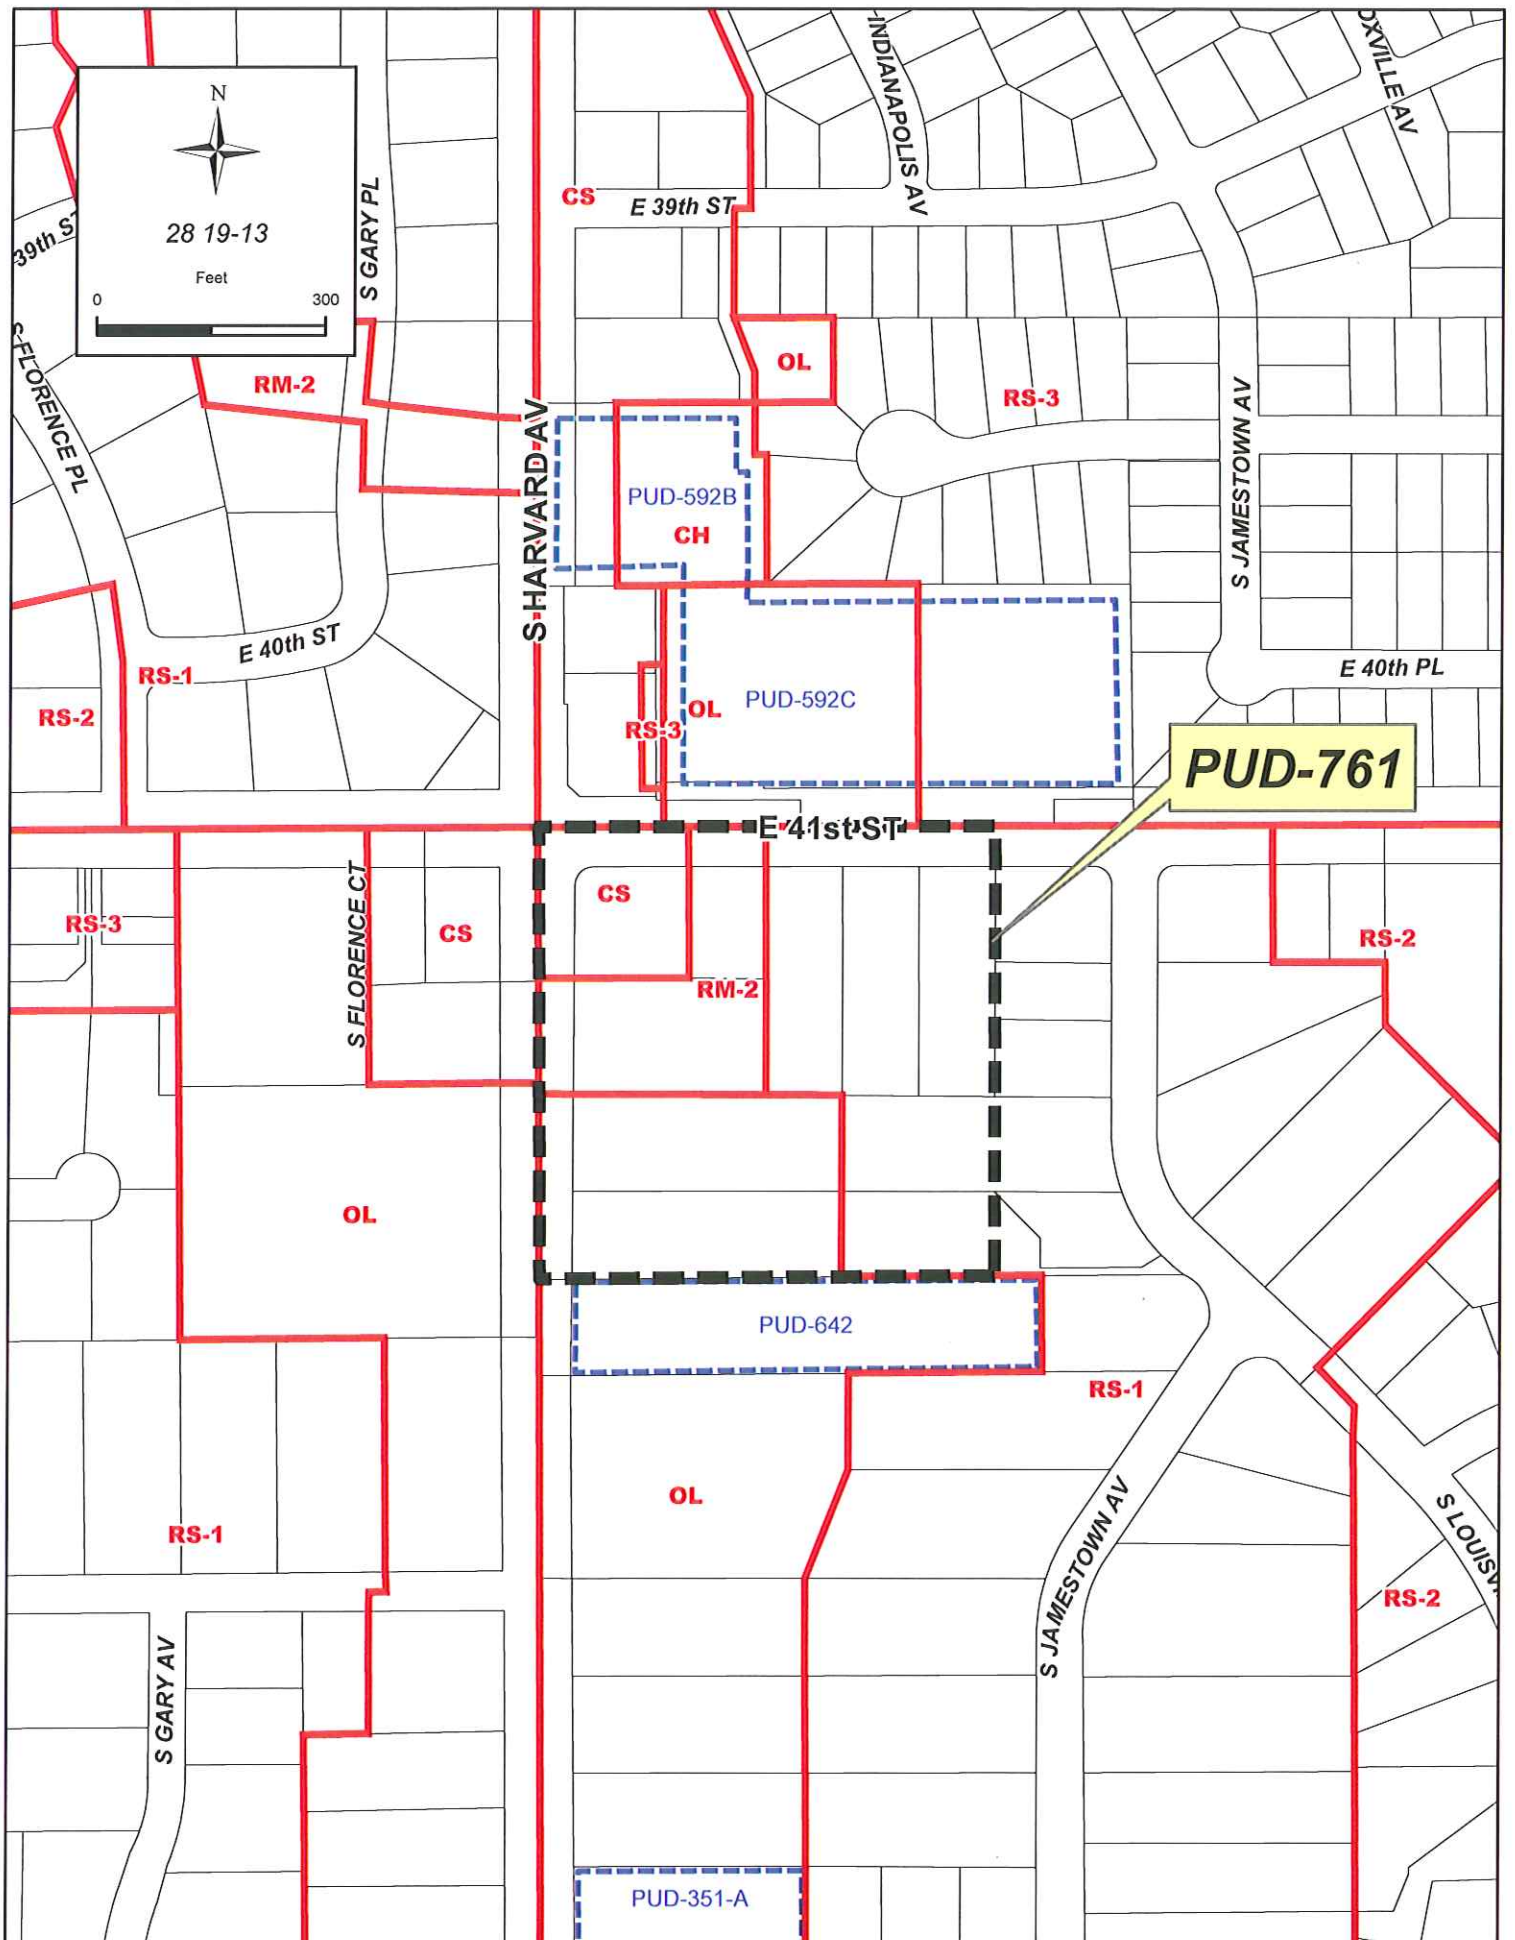 INDIANAPOLIS AV
OXVILLE AV
N
28 19-13
Feet
0
300
39th ST
S GARY PL
CS
E 39th ST
S FLORENCE PL
RM-2
OL
RS-3
S HARVARD AV
S JAMESTOWN AV
PUD-592B
CH
E 40th ST
RS-1
RS-2
E 40th PL
OL
PUD-592C
RS-3
PUD-761
E 41st ST
CS
RS-3
S FLORENCE CT
CS
RS-2
RM-2
OL
PUD-642
RS-1
OL
RS-1
S JAMESTOWN AV
S LOUISV
RS-2
S GARY AV
PUD-351-A